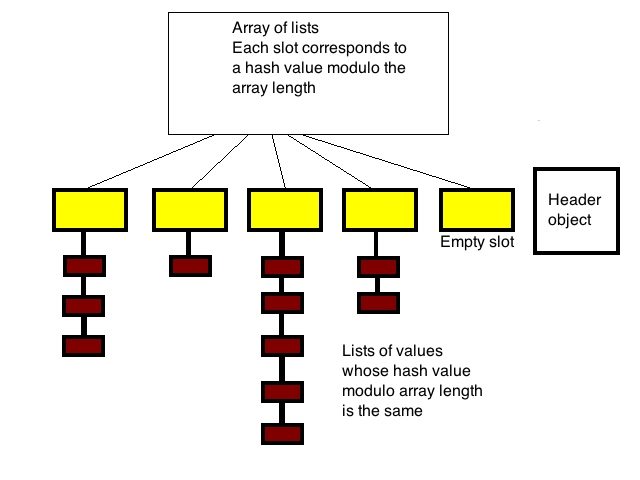 Array of lists
Each slot corresponds to
a hash value modulo the
array length
Header
object
Empty slot
Lists of values
whose hash value
modulo array length
is the same